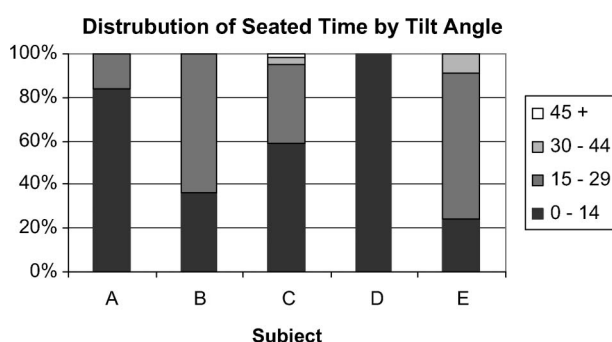 Distrubution of Seated Time by Tilt Angle
100%
80%
60%
40%
20%
0%
A B C D E
Subject
45 +
30 - 44
15 - 29
0 - 14